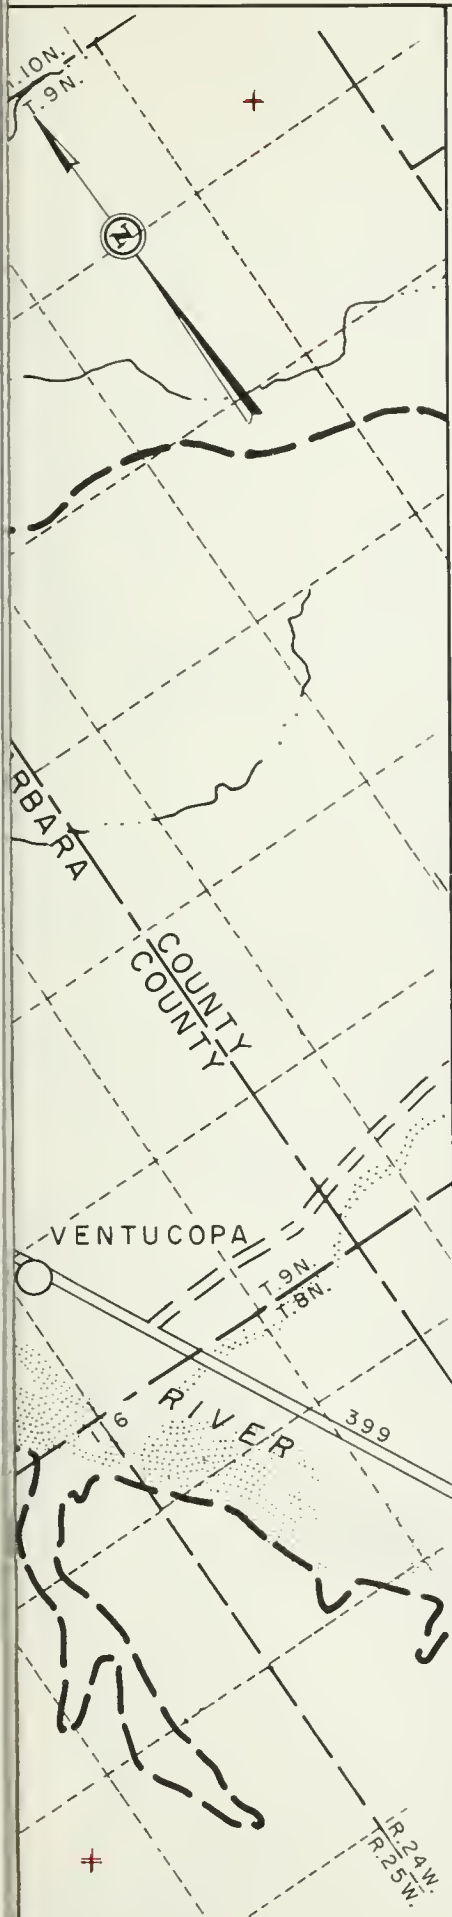 T.10N.
T.9N.
N
RBARA
COUNTY
COUNTY
VENTUCOPA
T.9N.
T.8N.
6
RIVER
399
R.24W.
R.25W.